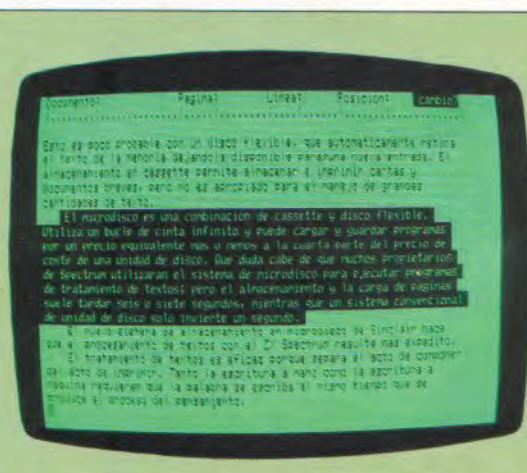 Documento: Pagina: Linea: Posicion: cambio
Esto es poco probable con un disco flexible, que automaticamente retira
el texto de la memoria dejandola disponible para una nueva entrada. El
almacenamiento en cassette permite almacenar e imprimir cartas y
documentos breves, pero no es apropiado para el manejo de grandes
cantidades de texto.
El microdisco es una combinacion de cassette y disco flexible.
Utiliza un bucle de cinta infinito y puede cargar y guardar programas
por un precio equivalente mas o menos a la cuarta parte del precio de
coste de una unidad de disco. Que duda cabe de que muchos propietarios
de Spectrum utilizaran el sistema de microdisco para ejecutar programas
de tratamiento de textos; pero el almacenamiento y la carga de paginas
suele tardar seis o siete segundos, mientras que un sistema convencional
de unidad de disco solo invierte un segundo.
El nuevo sistema de almacenamiento en microdisco de Sinclair hace
que el procesamiento de textos con el ZX Spectrum resulte mas expedito.
El tratamiento de textos es eficaz porque separa el acto de componer
del acto de imprimir. Tanto la escritura a mano como la escritura a
maquina requieren que la palabra se escriba al mismo tiempo que se
produce el proceso del pensamiento.